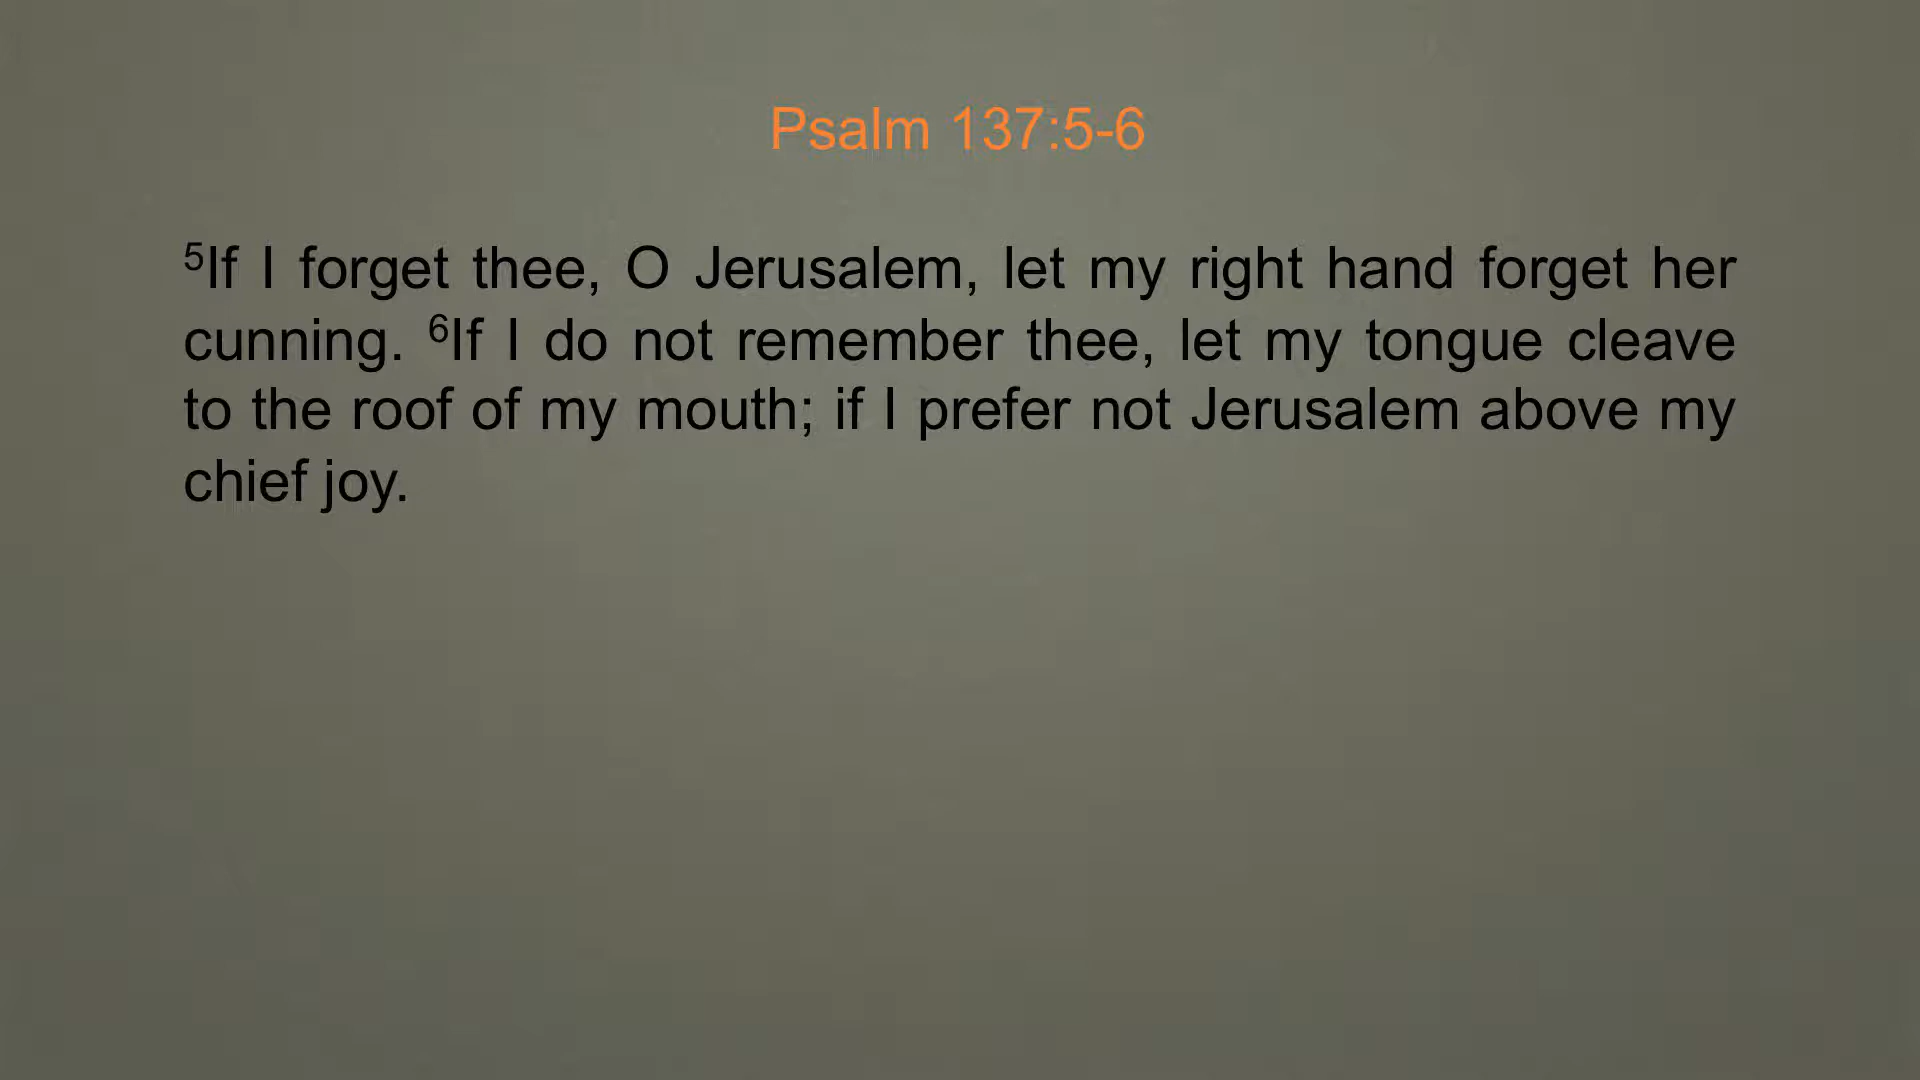 Psalm 137:5-6
⁵If I forget thee, O Jerusalem, let my right hand forget her
cunning. ⁶If I do not remember thee, let my tongue cleave
to the roof of my mouth; if I prefer not Jerusalem above my
chief joy.